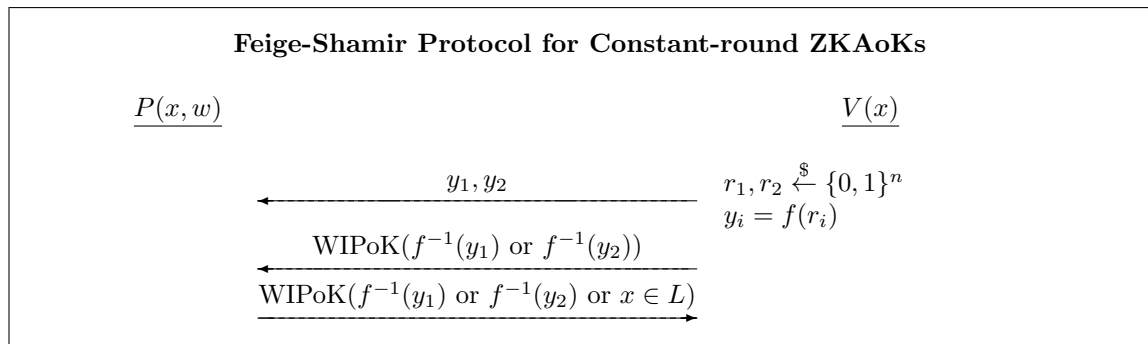 Feige-Shamir Protocol for Constant-round ZKAoKs
P(x, w) V(x)
y₁, y₂ r₁, r₂ ←$ {0, 1}ⁿ
yᵢ = f(rᵢ)
WIPoK(f⁻¹(y₁) or f⁻¹(y₂))
WIPoK(f⁻¹(y₁) or f⁻¹(y₂) or x ∈ L)